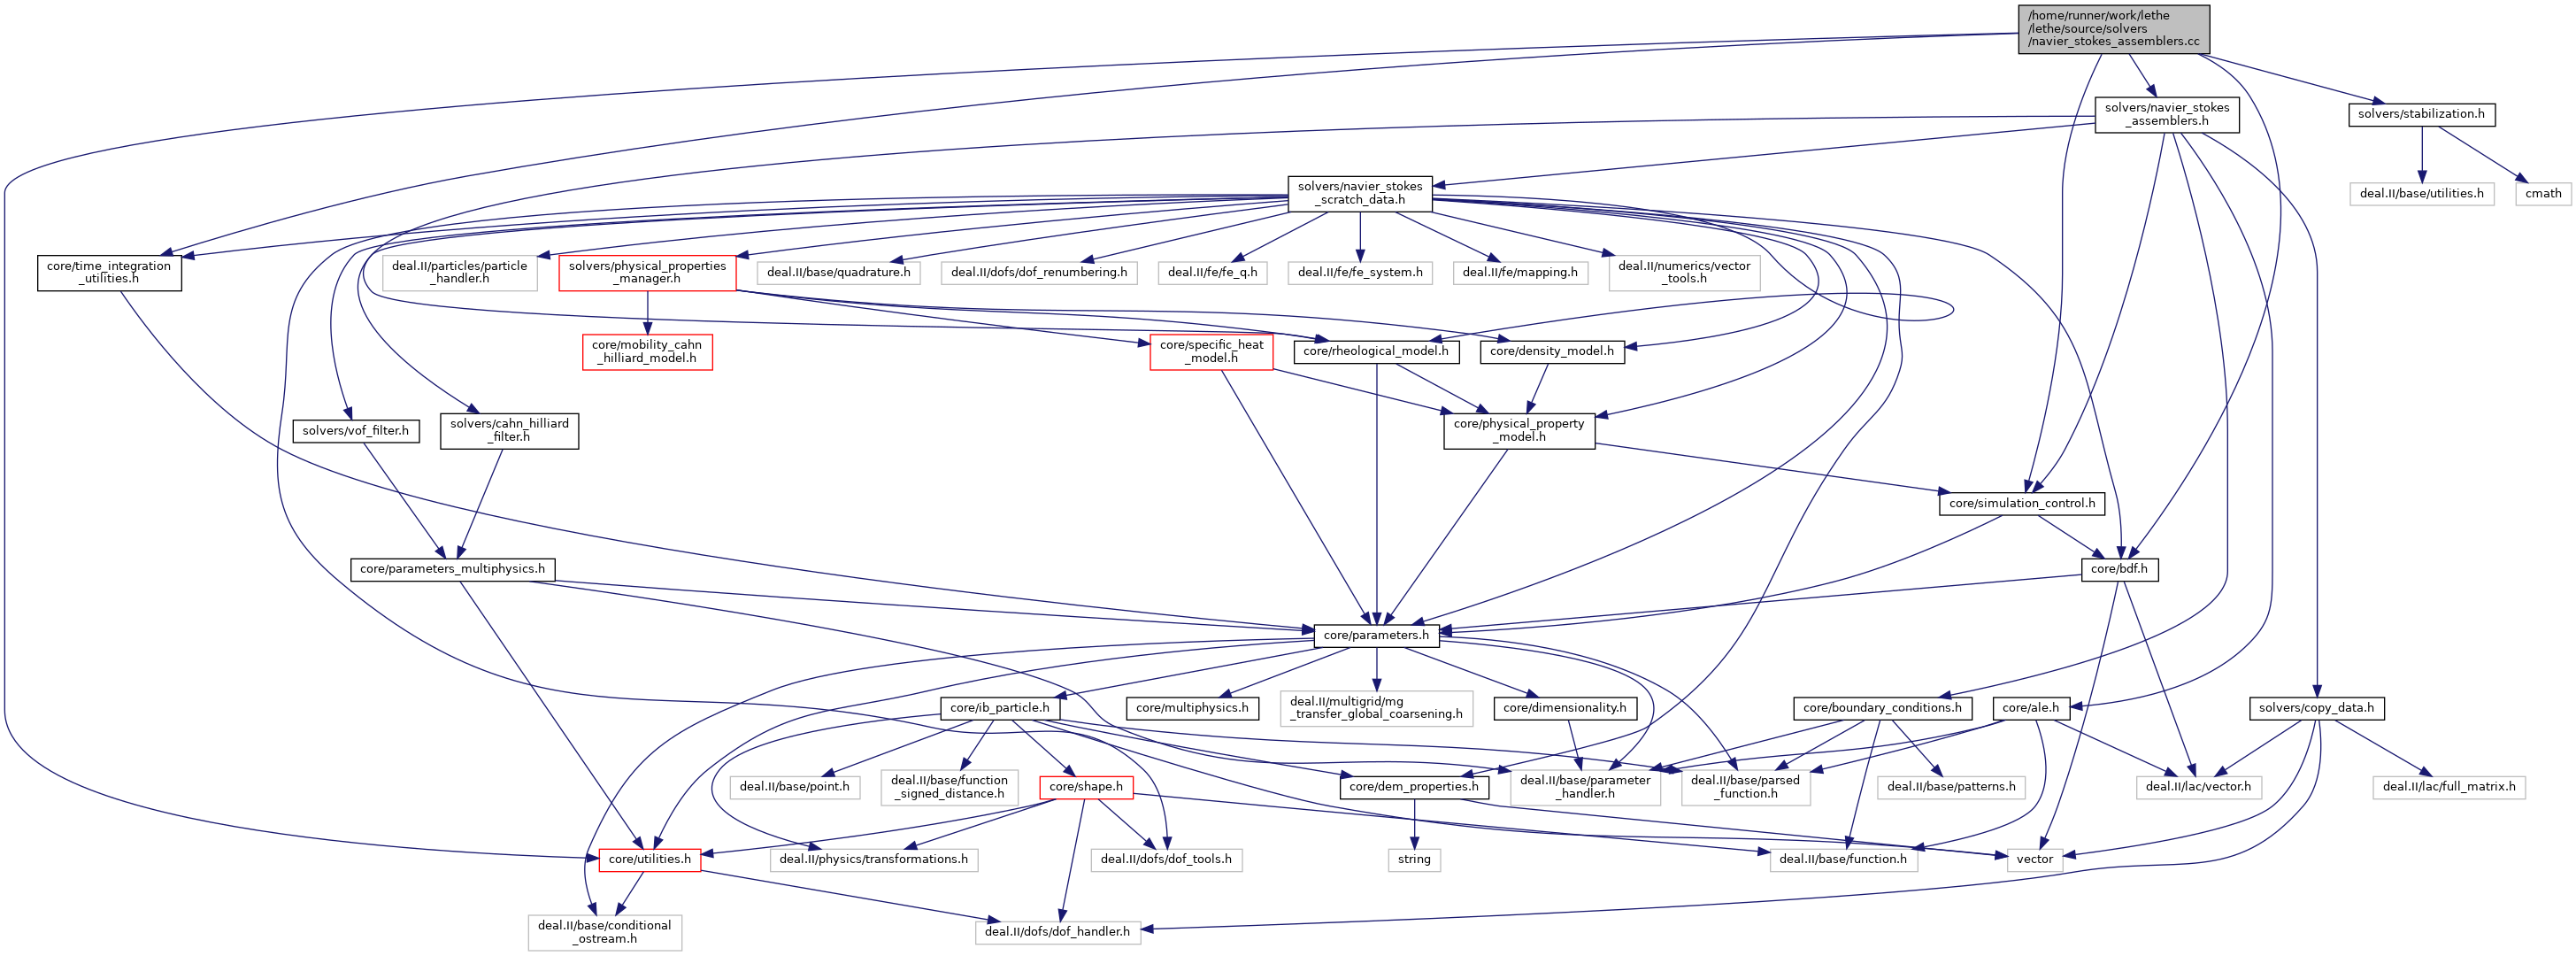 /home/runner/work/lethe
/lethe/source/solvers
/navier_stokes_assemblers.cc
solvers/navier_stokes
_assemblers.h
solvers/stabilization.h
solvers/navier_stokes
_scratch_data.h
deal.II/base/utilities.h
cmath
core/time_integration
_utilities.h
deal.II/particles/particle
_handler.h
solvers/physical_properties
_manager.h
deal.II/base/quadrature.h
deal.II/dofs/dof_renumbering.h
deal.II/fe/fe_q.h
deal.II/fe/fe_system.h
deal.II/fe/mapping.h
deal.II/numerics/vector
_tools.h
core/mobility_cahn
_hilliard_model.h
core/specific_heat
_model.h
core/rheological_model.h
core/density_model.h
solvers/vof_filter.h
solvers/cahn_hilliard
_filter.h
core/physical_property
_model.h
core/simulation_control.h
core/parameters_multiphysics.h
core/bdf.h
core/parameters.h
core/ib_particle.h
core/multiphysics.h
deal.II/multigrid/mg
_transfer_global_coarsening.h
core/dimensionality.h
core/boundary_conditions.h
core/ale.h
solvers/copy_data.h
deal.II/base/point.h
deal.II/base/function
_signed_distance.h
core/shape.h
core/dem_properties.h
deal.II/base/parameter
_handler.h
deal.II/base/parsed
_function.h
deal.II/base/patterns.h
deal.II/lac/vector.h
deal.II/lac/full_matrix.h
core/utilities.h
deal.II/physics/transformations.h
deal.II/dofs/dof_tools.h
string
deal.II/base/function.h
vector
deal.II/base/conditional
_ostream.h
deal.II/dofs/dof_handler.h